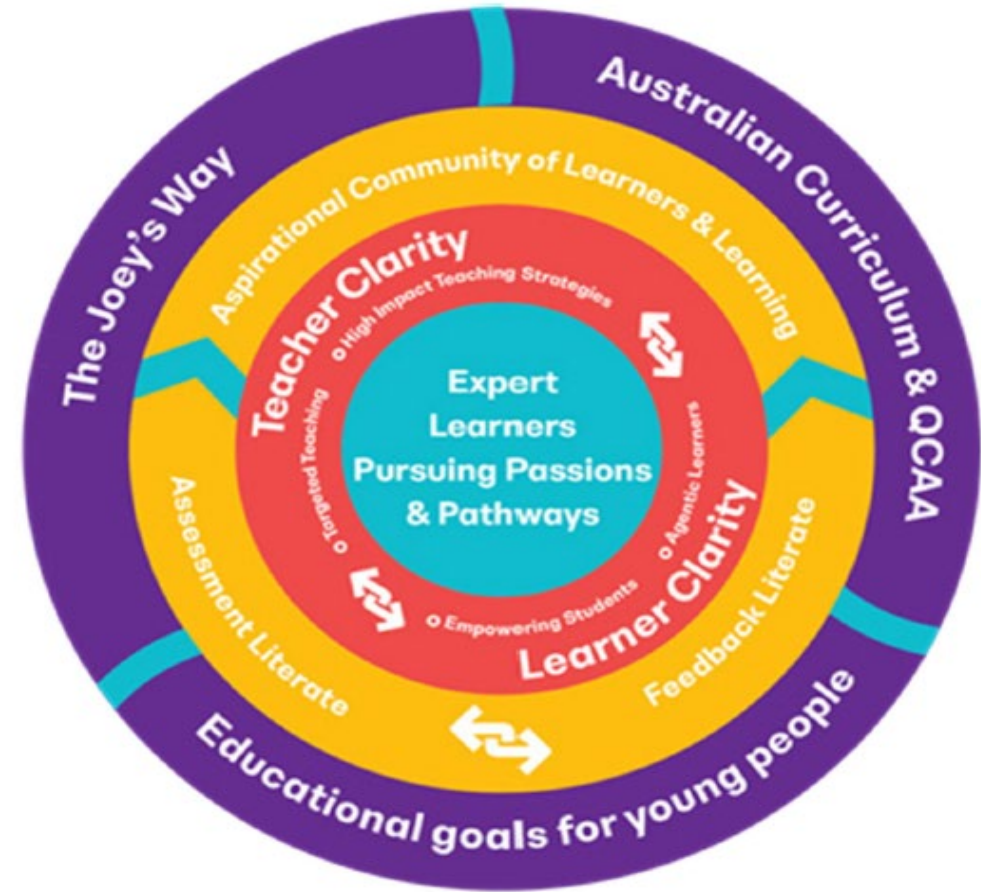 The Joey's Way
Australian Curriculum & QCAA
Educational goals for young people
Aspirational Community of Learners & Learning
Assessment Literate
Feedback Literate
Teacher Clarity
High Impact Teaching Strategies
Targeted Teaching
Learner Clarity
Agentic Learners
Empowering Students
Expert
Learners
Pursuing Passions
& Pathways